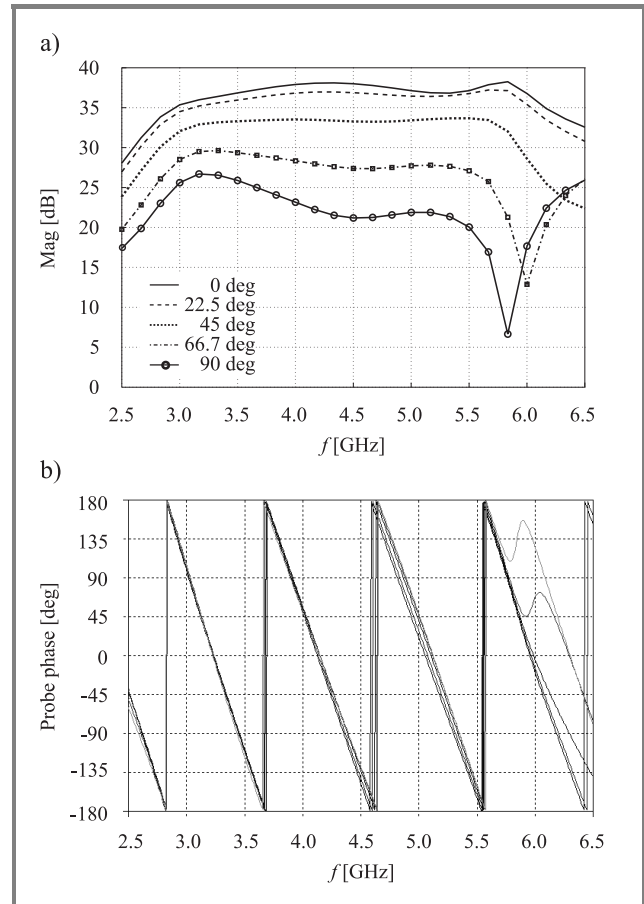 a)
40
35
30
25
20
15
10
5
0
Mag [dB]
0 deg
22.5 deg
45 deg
66.7 deg
90 deg
2.5 3.0 3.5 4.0 4.5 5.0 5.5 6.0 6.5
f [GHz]
b)
180
135
90
45
0
-45
-90
-135
-180
Probe phase [deg]
2.5 3.0 3.5 4.0 4.5 5.0 5.5 6.0 6.5
f [GHz]